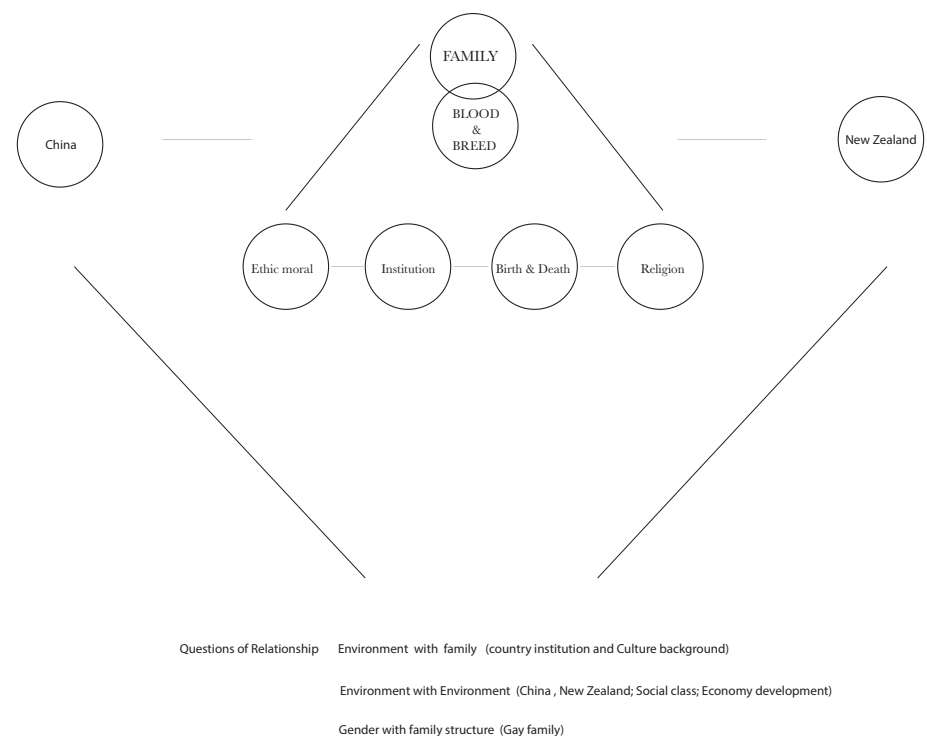 FAMILY
BLOOD
&
BREED
China
New Zealand
Ethic moral
Institution
Birth & Death
Religion
Questions of Relationship Environment with family (country institution and Culture background)
Environment with Environment (China , New Zealand; Social class; Economy development)
Gender with family structure (Gay family)